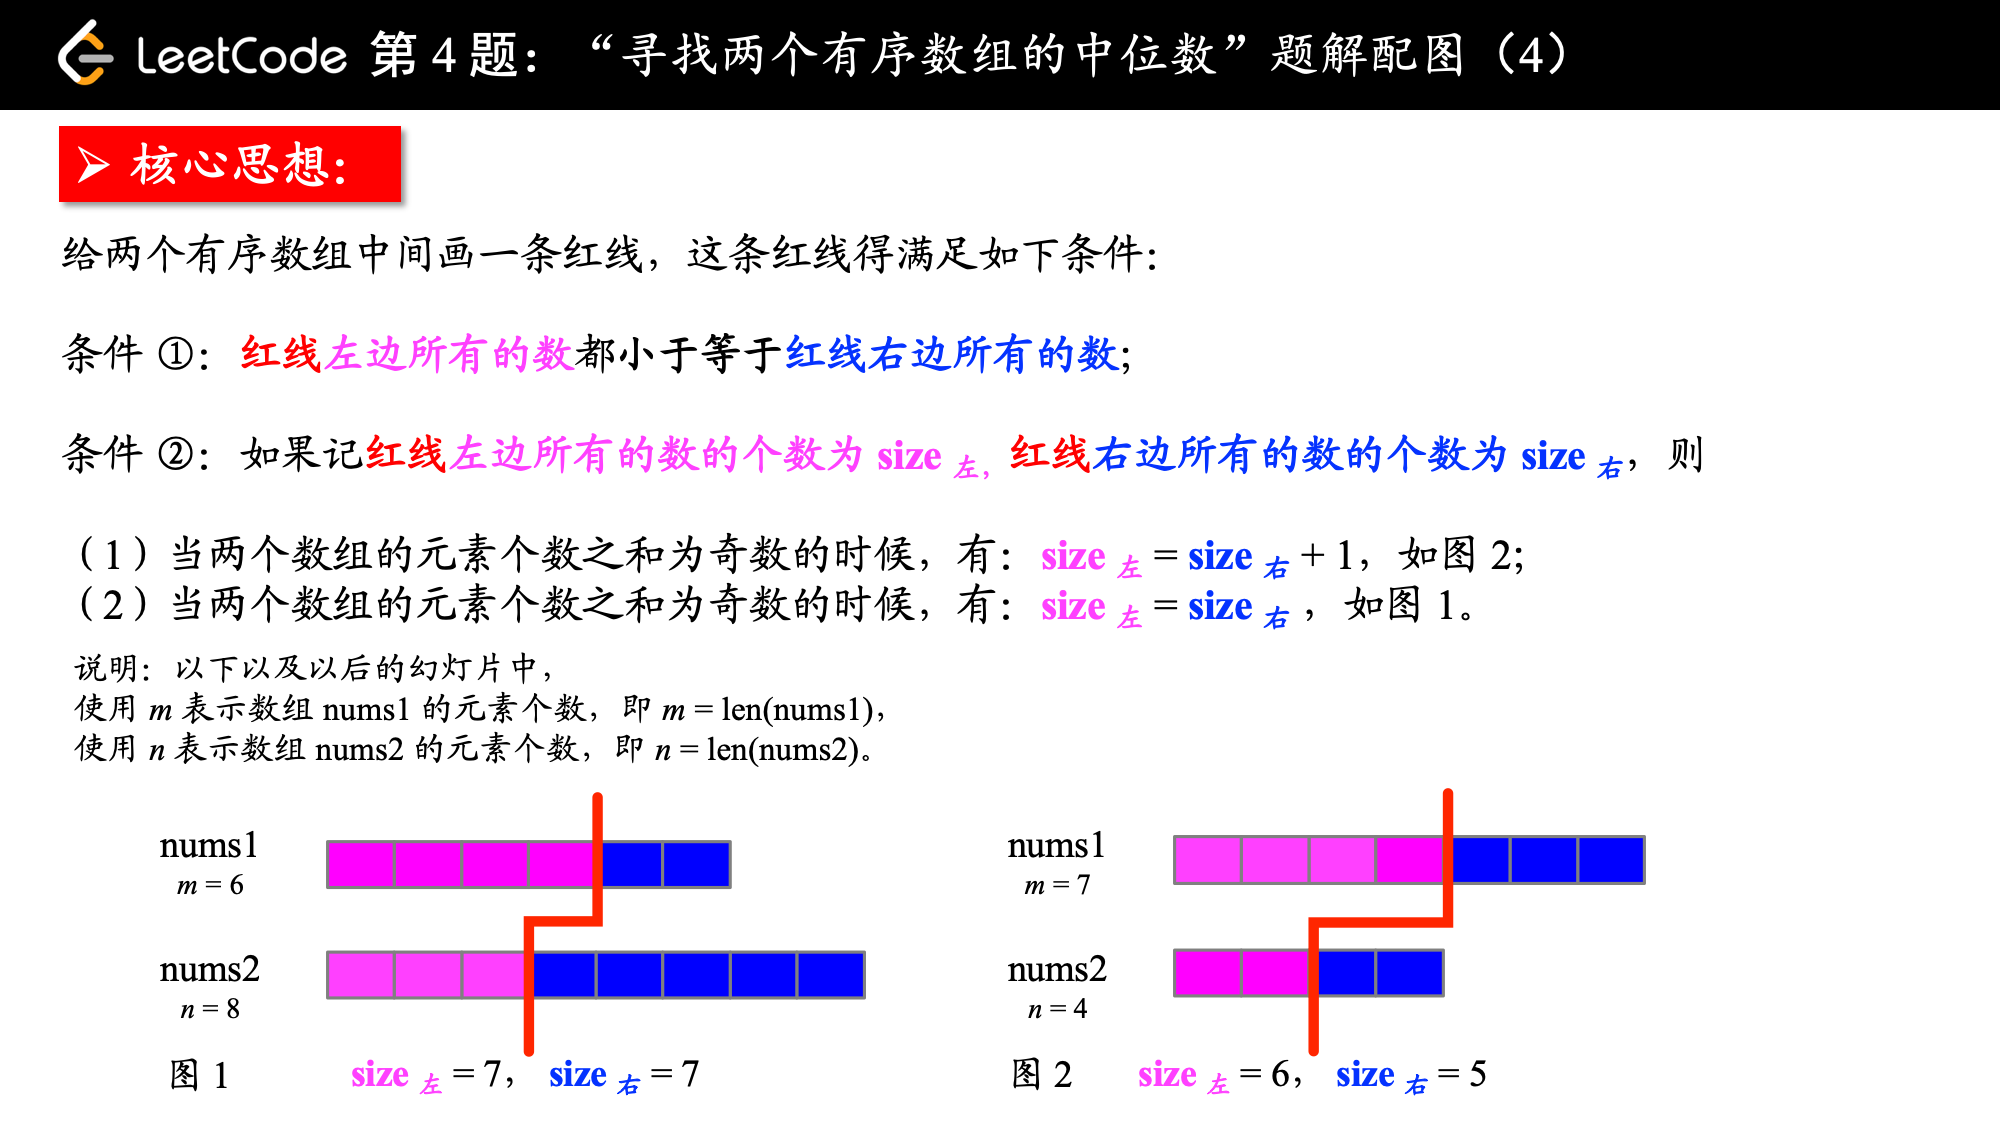 LeetCode 第 4 题：“寻找两个有序数组的中位数”题解配图（4）
➢ 核心思想：
给两个有序数组中间画一条红线，这条红线得满足如下条件：
条件 ①：红线左边所有的数都小于等于红线右边所有的数；
条件 ②：如果记红线左边所有的数的个数为 size 左，红线右边所有的数的个数为 size 右，则
（1）当两个数组的元素个数之和为奇数的时候，有：size 左 = size 右 + 1，如图 2；
（2）当两个数组的元素个数之和为奇数的时候，有：size 左 = size 右 ，如图 1。
说明：以下以及以后的幻灯片中，
使用 m 表示数组 nums1 的元素个数，即 m = len(nums1)，
使用 n 表示数组 nums2 的元素个数，即 n = len(nums2)。
nums1
m = 6
nums2
n = 8
图 1 size 左 = 7， size 右 = 7
nums1
m = 7
nums2
n = 4
图 2 size 左 = 6， size 右 = 5